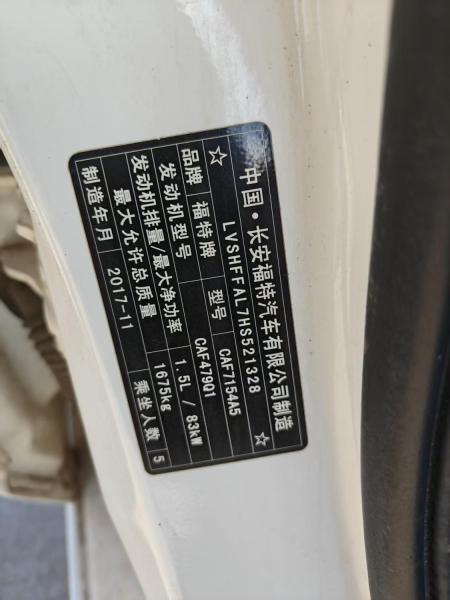 中国·长安福特汽车有限公司制造
☆ LVSHFFAL7HS521328 ☆
品牌 福特牌 型号 CAF7154A5
发动机型号 CAF479Q1
发动机排量/最大净功率 1.5L / 83kW
最大允许总质量 1675kg
制造年月 2017-11 乘坐人数 5